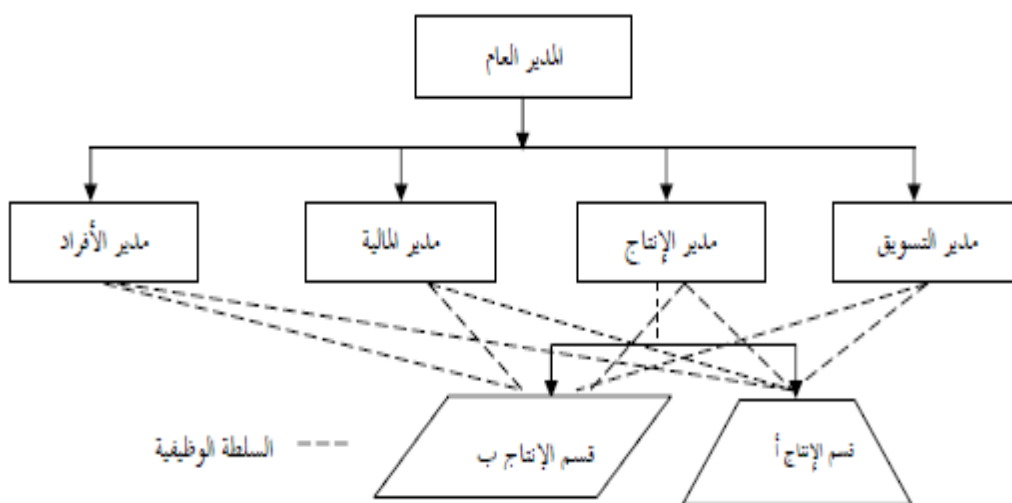 المدير العام
مدير التسويق
مدير الإنتاج
مدير المالية
مدير الأفراد
قسم الإنتاج أ
قسم الإنتاج ب
السلطة الوظيفية